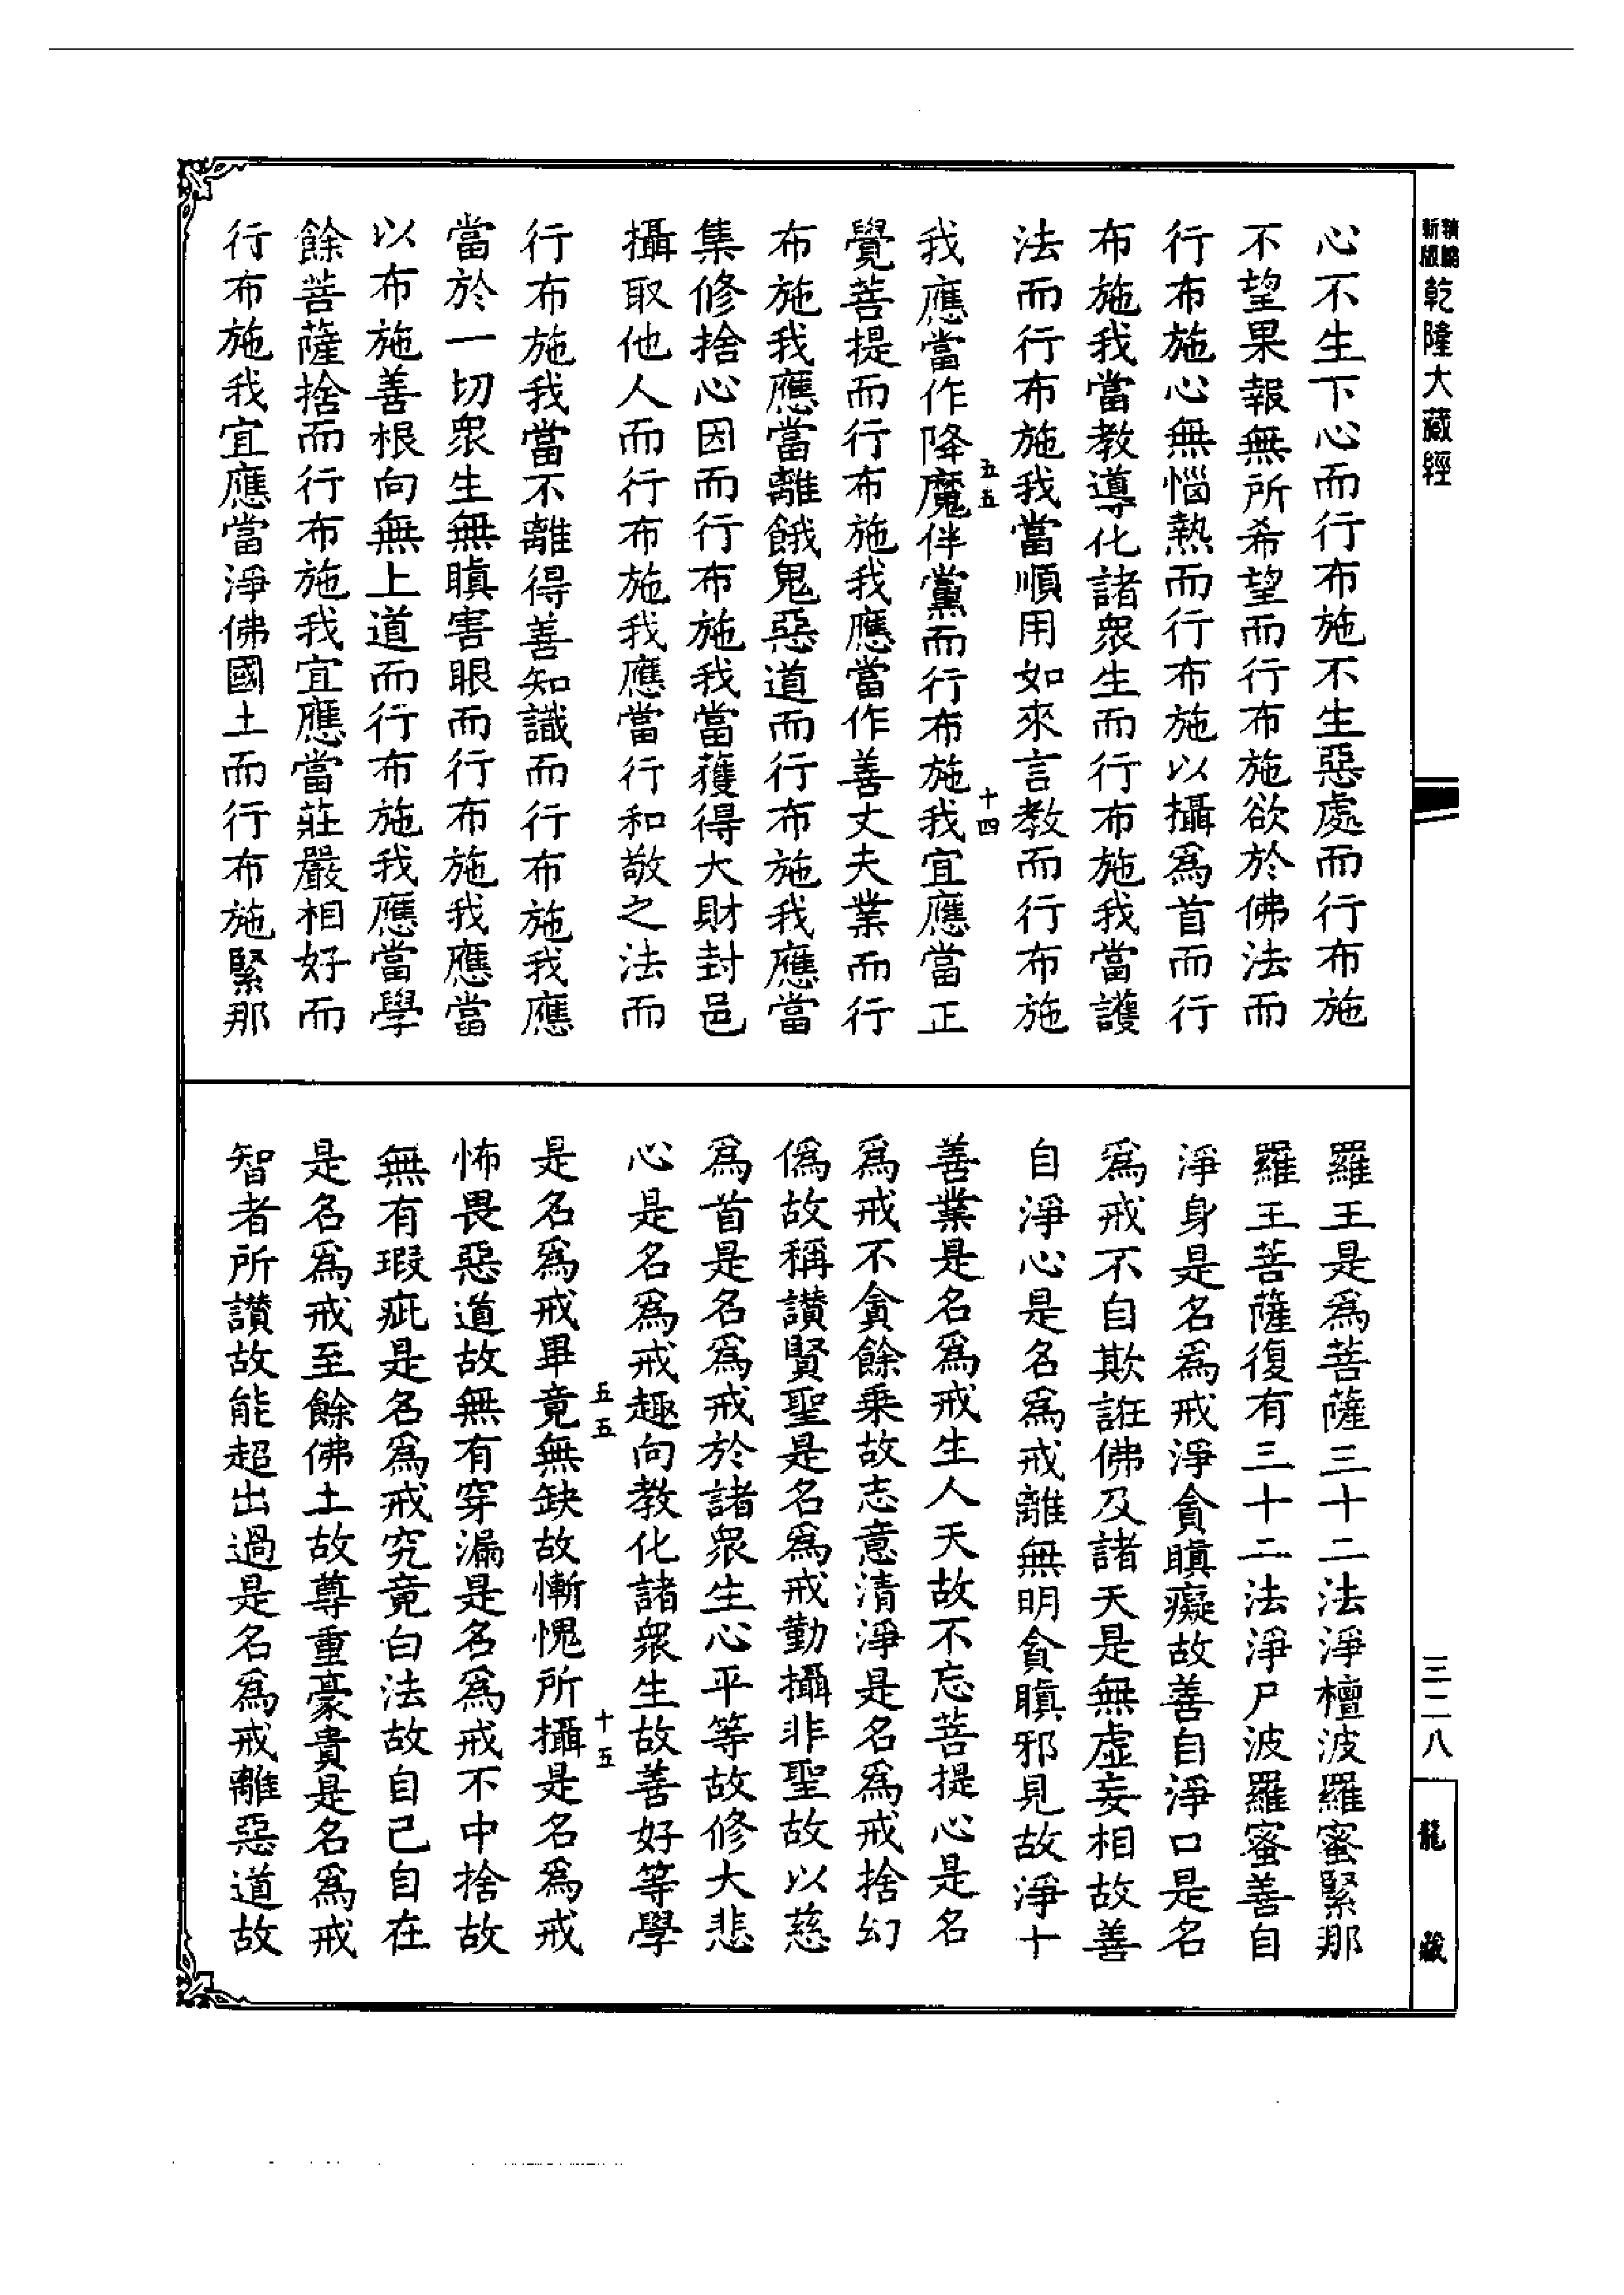 新版
乾隆大藏經
心不生下心而行布施不生惡處而行布施
不望果報無所希望而行布施欲於佛法而
行布施心無惱熱而行布施以攝爲首而行
布施我當教導化諸衆生而行布施我當護
法而行布施我當順用如來言教而行布施
五五
十四
我應當作降魔伴黨而行布施我宜應當正
覺菩提而行布施我應當作善丈夫業而行
布施我應當離餓鬼惡道而行布施我應當
集修捨心因而行布施我當獲得大財封邑
攝取他人而行布施我應當行和敬之法而
行布施我當不離得善知識而行布施我應
當於一切衆生無瞋害眼而行布施我應當
以布施善根向無上道而行布施我應當學
餘菩薩捨而行布施我宜應當莊嚴相好而
行布施我宜應當淨佛國土而行布施緊那
羅王是爲菩薩三十二法淨檀波羅蜜緊那
羅王菩薩復有三十二法淨尸波羅蜜善自
淨身是名爲戒淨貪瞋癡故善自淨口是名
爲戒不自欺誑佛及諸天是無虛妄相故善
自淨心是名爲戒離無明貪瞋邪見故淨十
善業是名爲戒生人天故不忘菩提心是名
爲戒不貪餘乘故志意清淨是名爲戒捨幻
僞故稱讃賢聖是名爲戒勤攝非聖故以慈
爲首是名爲戒於諸衆生心平等故修大悲
心是名爲戒趣向教化諸衆生故善好等學
五五
十五
是名爲戒畢竟無缺故慚愧所攝是名爲戒
怖畏惡道故無有穿漏是名爲戒不中捨故
無有瑕疵是名爲戒究竟白法故自己自在
是名爲戒至餘佛土故尊重豪貴是名爲戒
智者所讃故能超出過是名爲戒離惡道故
三二八
龍藏